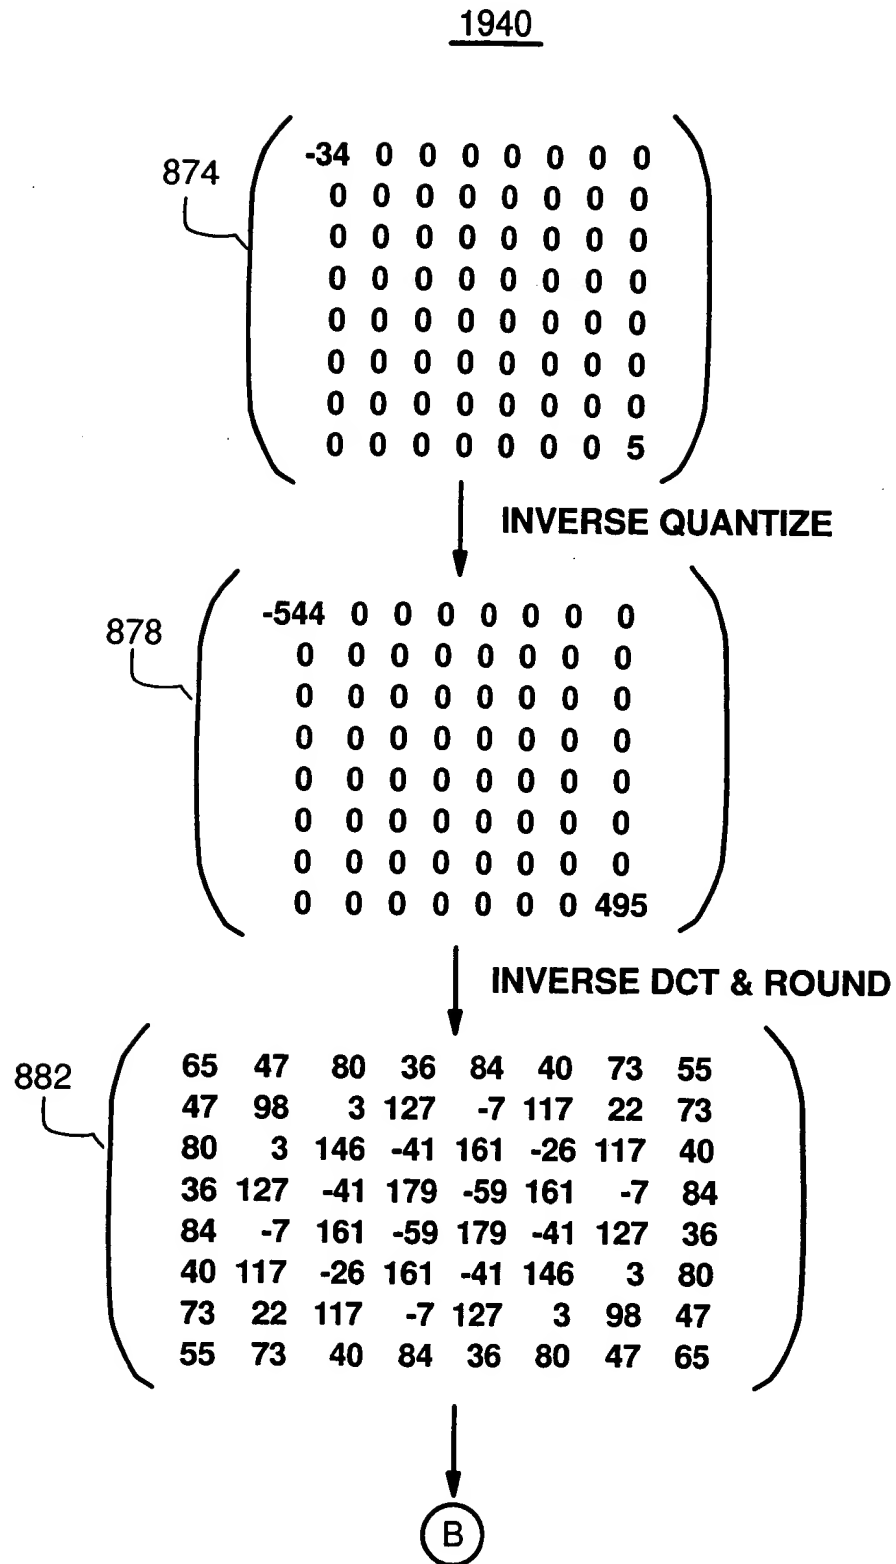 1940
874
-34 0 0 0 0 0 0 0
0 0 0 0 0 0 0 0
0 0 0 0 0 0 0 0
0 0 0 0 0 0 0 0
0 0 0 0 0 0 0 0
0 0 0 0 0 0 0 0
0 0 0 0 0 0 0 0
0 0 0 0 0 0 0 5
INVERSE QUANTIZE
878
-544 0 0 0 0 0 0 0
0 0 0 0 0 0 0 0
0 0 0 0 0 0 0 0
0 0 0 0 0 0 0 0
0 0 0 0 0 0 0 0
0 0 0 0 0 0 0 0
0 0 0 0 0 0 0 0
0 0 0 0 0 0 0 495
INVERSE DCT & ROUND
882
65 47 80 36 84 40 73 55
47 98 3 127 -7 117 22 73
80 3 146 -41 161 -26 117 40
36 127 -41 179 -59 161 -7 84
84 -7 161 -59 179 -41 127 36
40 117 -26 161 -41 146 3 80
73 22 117 -7 127 3 98 47
55 73 40 84 36 80 47 65
B